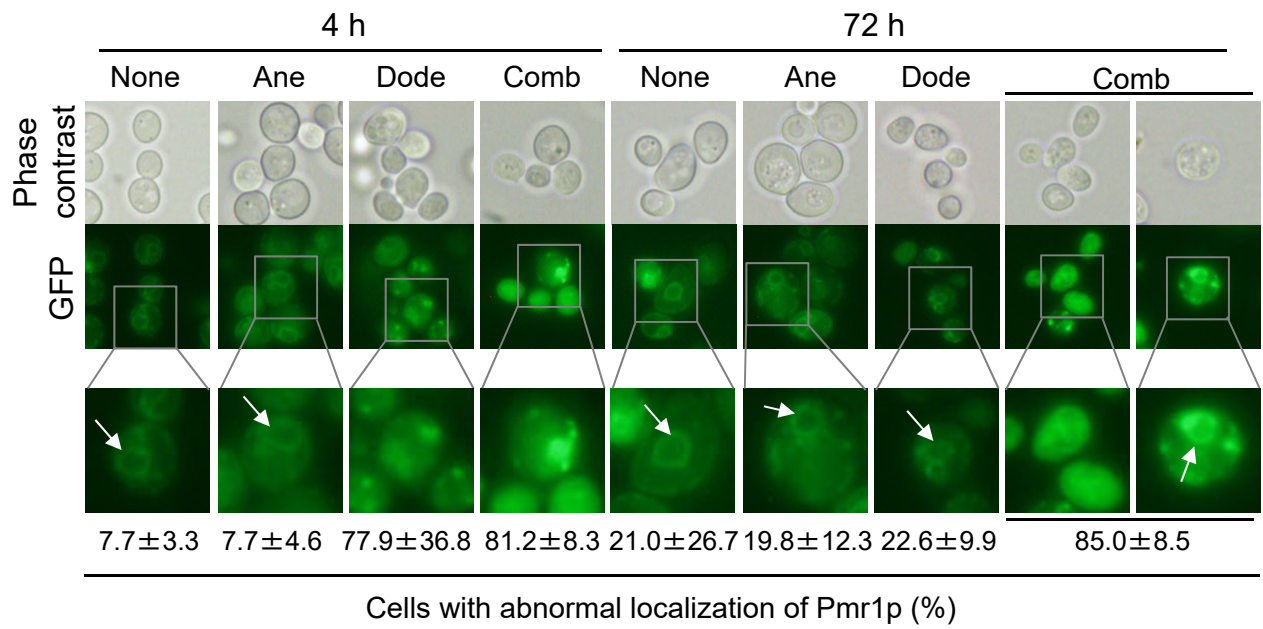 4 h 72 h
None Ane Dode Comb None Ane Dode Comb
Phase
contrast
GFP
7.7±3.3 7.7±4.6 77.9±36.8 81.2±8.3 21.0±26.7 19.8±12.3 22.6±9.9 85.0±8.5
Cells with abnormal localization of Pmr1p (%)